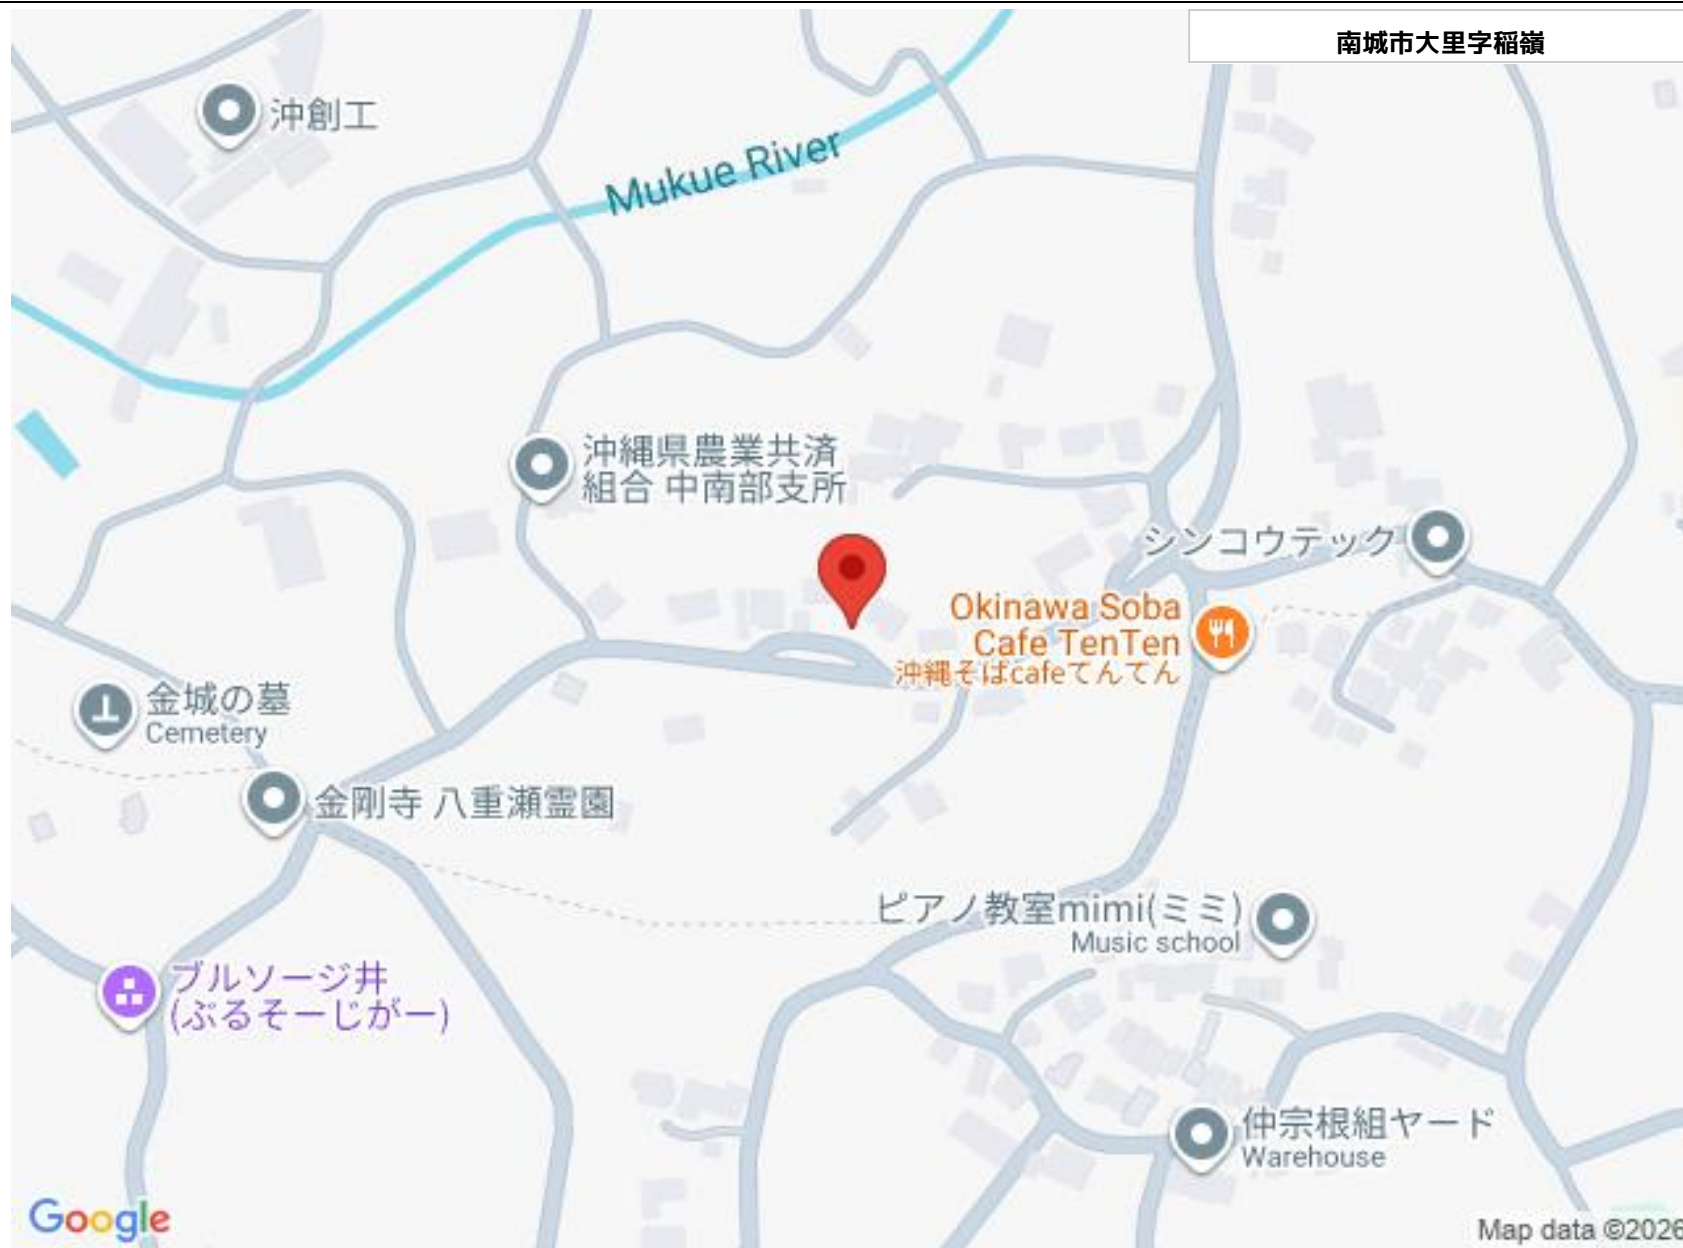 南城市大里字稲嶺
沖創工
Mukue River
沖縄県農業共済
組合 中南部支所
シンコウテック
Okinawa Soba
Cafe TenTen
沖縄そばcafeてんてん
金城の墓
Cemetery
金剛寺 八重瀬霊園
ピアノ教室mimi(ミミ)
Music school
ブルソージ井
(ぶるそーじがー)
仲宗根組ヤード
Warehouse
Google
Map data ©2026